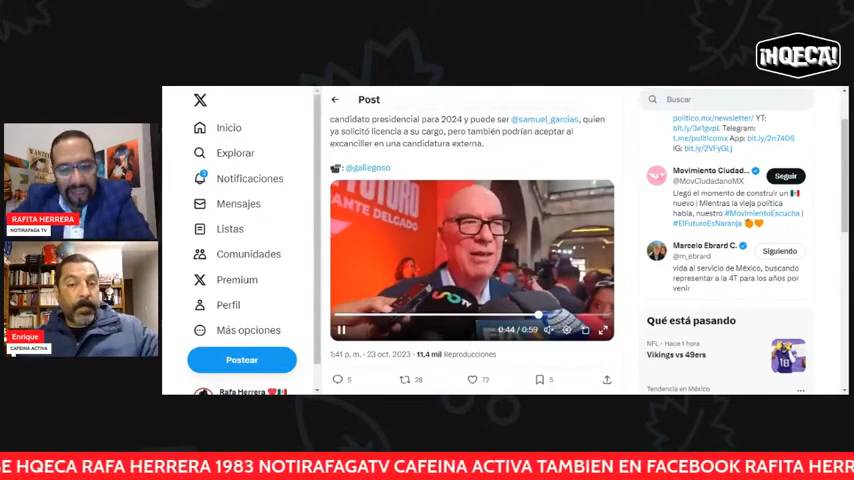 ¡HQECA!
RAFITA HERRERA
NOTIRAFAGA TV
Enrique
CAFEINA ACTIVA
Inicio
Explorar
Notificaciones
Mensajes
Listas
Comunidades
Premium
Perfil
Más opciones
Postear
Rafa Herrera
Post
candidato presidencial para 2024 y puede ser @samuel_garcias, quien
ya solicitó licencia a su cargo, pero también podrían aceptar al
excanciller en una candidatura externa.
: @gallegoso
FUTURO
ANTE DELGADO
0:44 / 0:59
1:41 p. m. · 23 oct. 2023 · 11,4 mil Reproducciones
5
28
72
5
Buscar
politico.mx/newsletter/ YT:
bit.ly/3e1gvpL Telegram:
t.me/politicomx App: bit.ly/2rr7406
IG: bit.ly/2VFyGLj
Movimiento Ciudad...
@MovCiudadanoMX
Seguir
Llegó el momento de construir un
nuevo | Mientras la vieja política
habla, nuestro #MovimientoEscucha |
#ElFuturoEsNaranja
Marcelo Ebrard C.
@m_ebrard
Siguiendo
vida al servicio de México, buscando
representar a la 4T para los años por
venir
Qué está pasando
NFL · Hace 1 hora
Vikings vs 49ers
18
Tendencia en México
SE HQECA RAFA HERRERA 1983 NOTIRAFAGATV CAFEINA ACTIVA TAMBIEN EN FACEBOOK RAFITA HERR